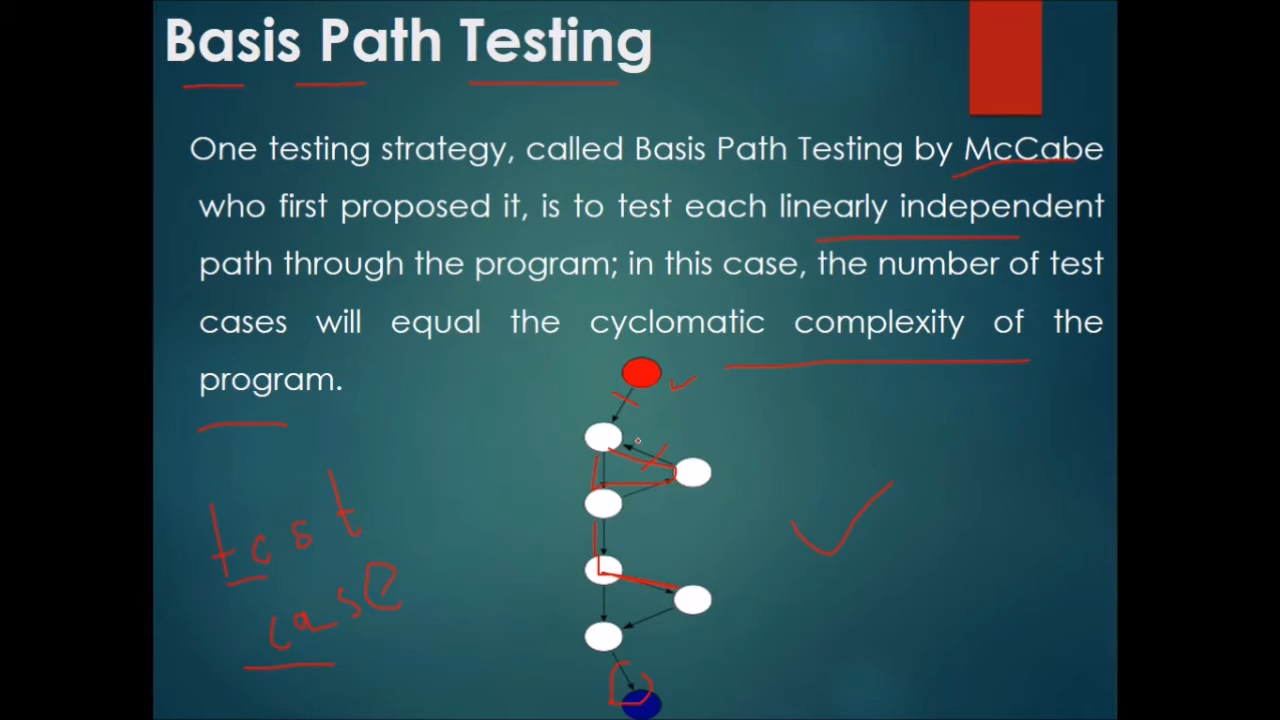 Basis Path Testing
One testing strategy, called Basis Path Testing by McCabe
who first proposed it, is to test each linearly independent
path through the program; in this case, the number of test
cases will equal the cyclomatic complexity of the
program.
test
case